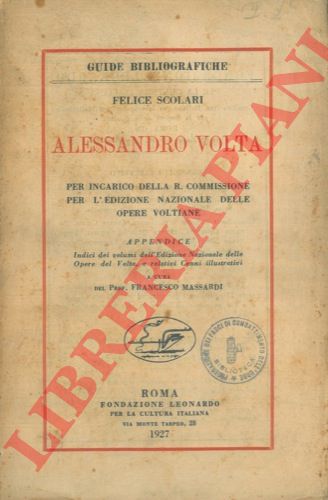 GUIDE BIBLIOGRAFICHE
FELICE SCOLARI
ALESSANDRO VOLTA
PER INCARICO DELLA R. COMMISSIONE
PER L'EDIZIONE NAZIONALE DELLE
OPERE VOLTIANE
APPENDICE
Indici dei volumi dell'Edizione Nazionale delle
Opere del Volta, e relativi Cenni illustrativi
A CURA
DEL PROF. FRANCESCO MASSARDI
BIBLIOTECA
ROMA
FONDAZIONE LEONARDO
PER LA CULTURA ITALIANA
VIA MONTE TARPEO, 28
1927
LIBRERIA PIANI